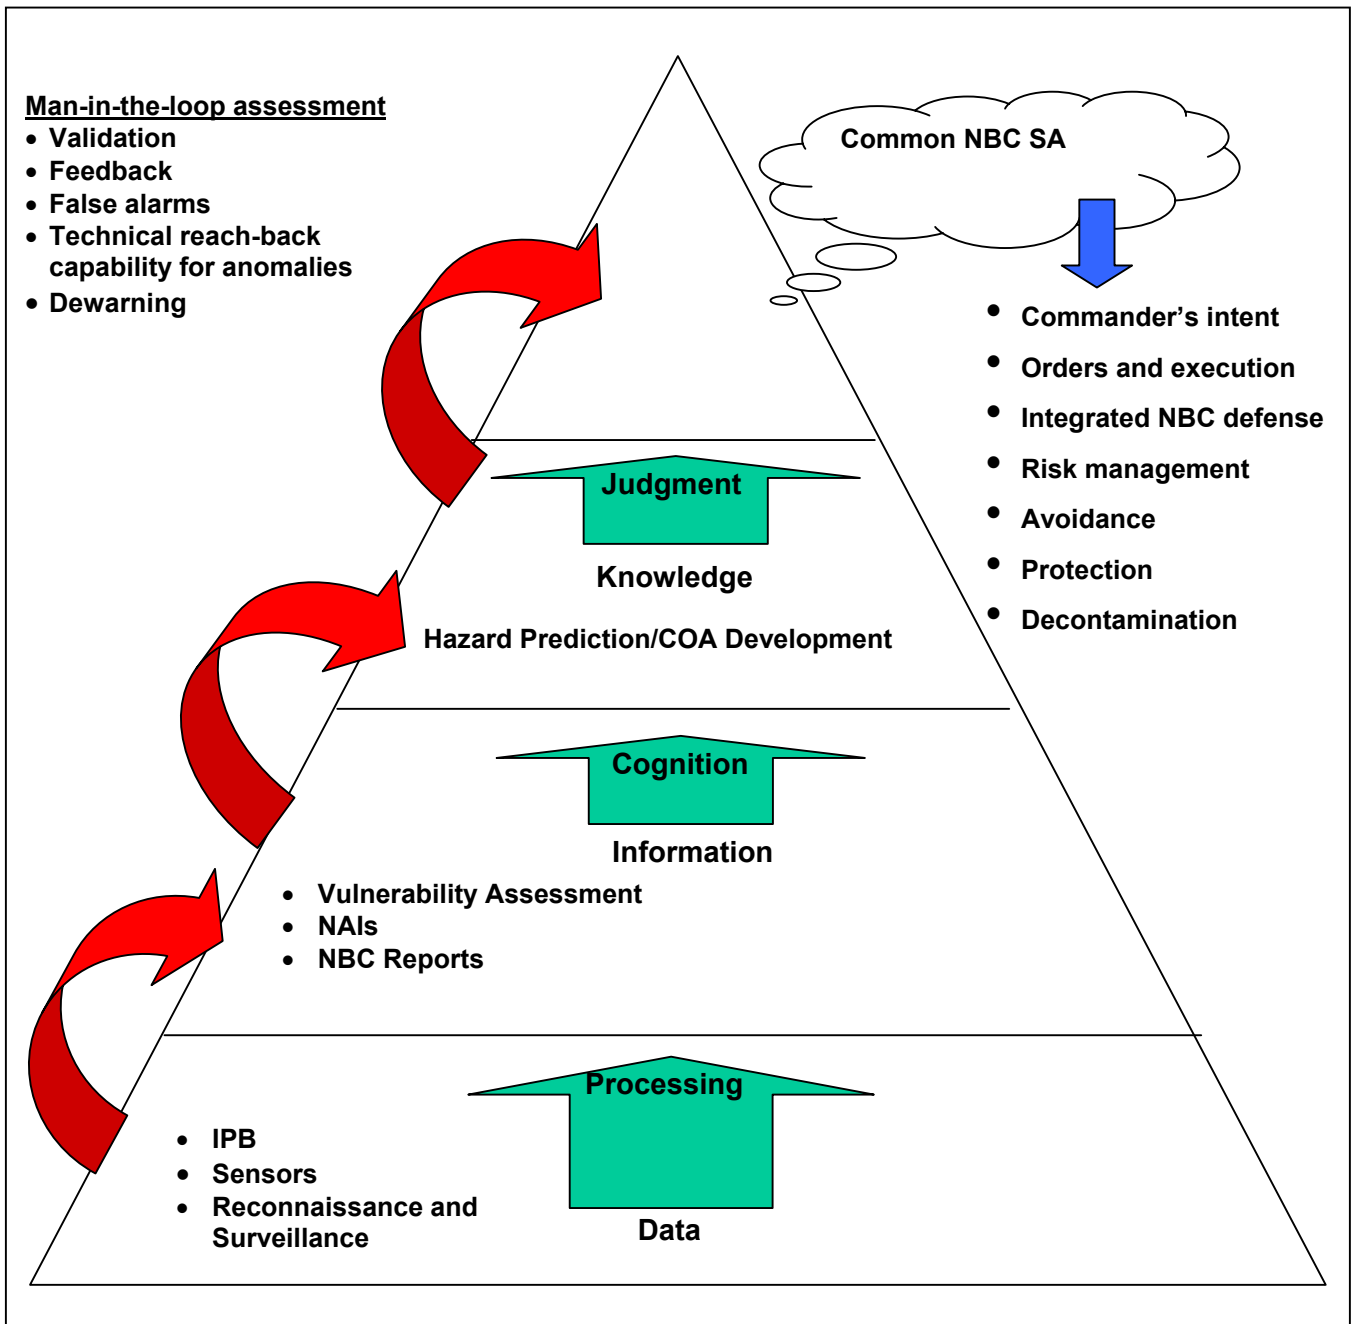 Man-in-the-loop assessment
• Validation
• Feedback
• False alarms
• Technical reach-back
capability for anomalies
• Dewarning
Common NBC SA
• Commander’s intent
• Orders and execution
• Integrated NBC defense
• Risk management
• Avoidance
• Protection
• Decontamination
Judgment
Knowledge
Hazard Prediction/COA Development
Cognition
Information
• Vulnerability Assessment
• NAIs
• NBC Reports
Processing
• IPB
• Sensors
• Reconnaissance and
Surveillance
Data